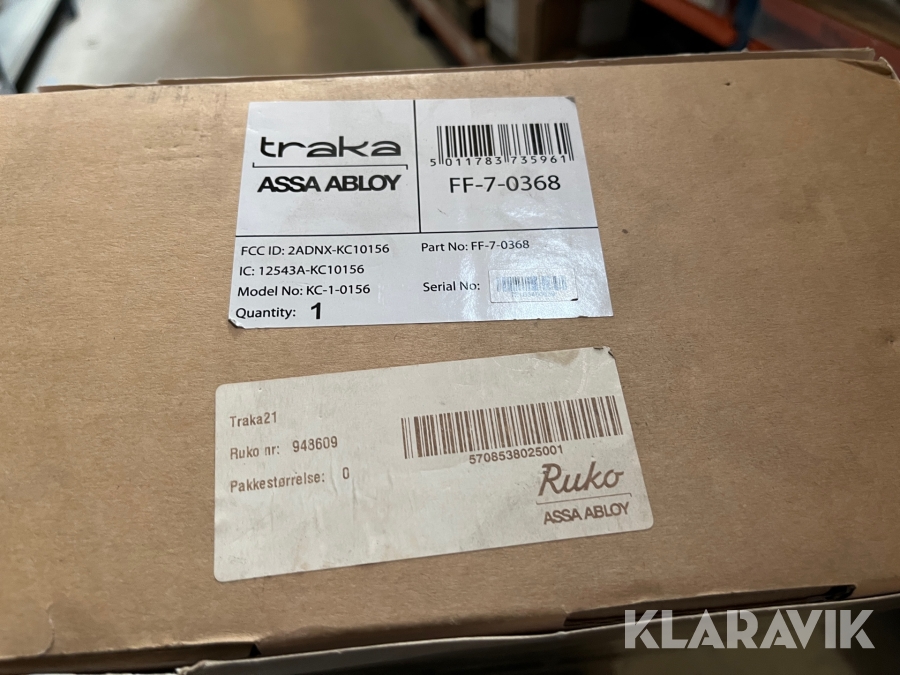 traka
ASSA ABLOY
5 011783 735961
FF-7-0368
FCC ID: 2ADNX-KC10156
IC: 12543A-KC10156
Model No: KC-1-0156
Quantity: 1
Part No: FF-7-0368
Serial No:
Traka21
Ruko nr: 948609
Pakkestørrelse: 0
5708538025001
Ruko
ASSA ABLOY
KLARAVIK